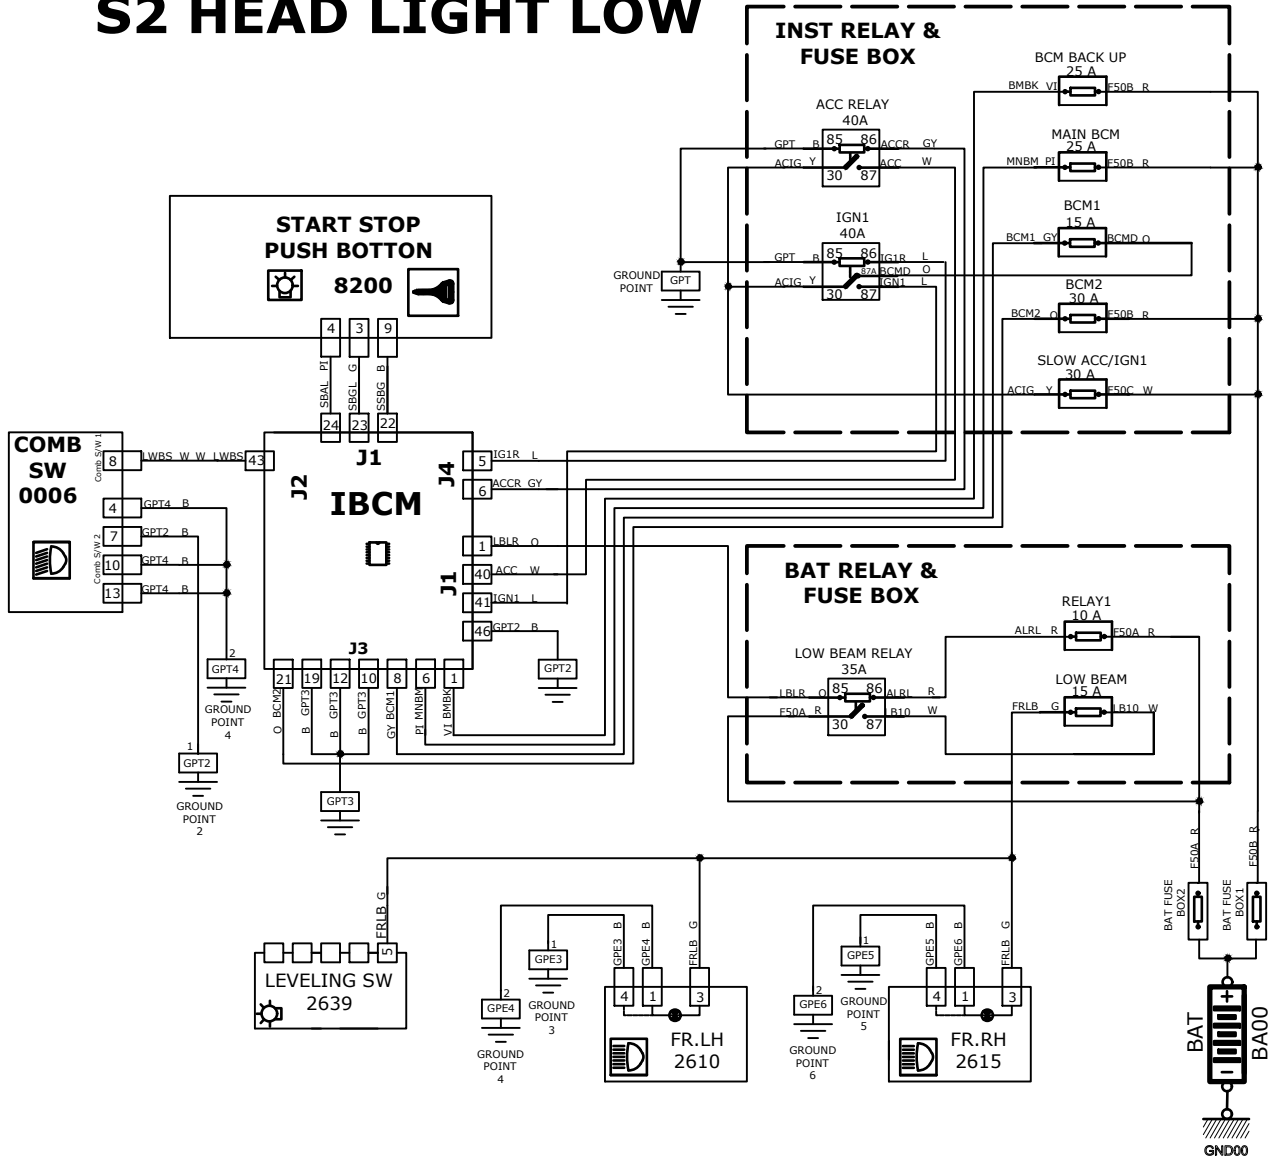 S2 HEAD LIGHT LOW
INST RELAY &
FUSE BOX
BCM BACK UP
25 A
BMBK VI
F50B R
ACC RELAY
40A
85 86
30 87
GPT B
ACCR GY
ACIG Y
ACC W
MAIN BCM
25 A
MNBM PI
F50B R
BCM1
15 A
BCM1 GY
BCMD O
IGN1
40A
85 86
87A
30 87
GPT B
IG1R L
BCMD O
ACIG Y
IGN1 L
GROUND
POINT
GPT
BCM2
30 A
BCM2 O
F50B R
SLOW ACC/IGN1
30 A
ACIG Y
F50C W
START STOP
PUSH BOTTON
8200
4 3 9
SBAL PI
SBGL G
SSBG B
24 23 22
COMB
SW
0006
Comb S/W 1
Comb S/W 2
8
LWBS W W LWBS
43
4
GPT4 B
7
GPT2 B
10
GPT4 B
13
GPT4 B
J1
J2
J4
IBCM
J1
J3
5
IG1R L
6
ACCR GY
1
LBLR O
40
ACC W
41
IGN1 L
46
GPT2 B
GPT2
21 19 12 10 8 6 1
O BCM2
B GPT3
B GPT3
B GPT3
GY BCM1
PI MNBM
VI BMBK
2
GPT4
GROUND
POINT
4
1
GPT2
GROUND
POINT
2
GPT3
BAT RELAY &
FUSE BOX
RELAY1
10 A
ALRL R
F50A R
LOW BEAM RELAY
35A
85 86
30 87
LBLR O
ALRL R
F50A R
LB10 W
LOW BEAM
15 A
FRLB G
LB10 W
F50A R
F50B R
BAT FUSE
BOX2
BAT FUSE
BOX1
FRLB G
5
LEVELING SW
2639
GPE3 B
GPE4 B
FRLB G
1
GPE3
GROUND
POINT
3
2
GPE4
GROUND
POINT
4
4 1 3
FR.LH
2610
GPE5 B
GPE6 B
FRLB G
1
GPE5
GROUND
POINT
5
2
GPE6
GROUND
POINT
6
4 1 3
FR.RH
2615
BAT
+
−
BA00
GND00